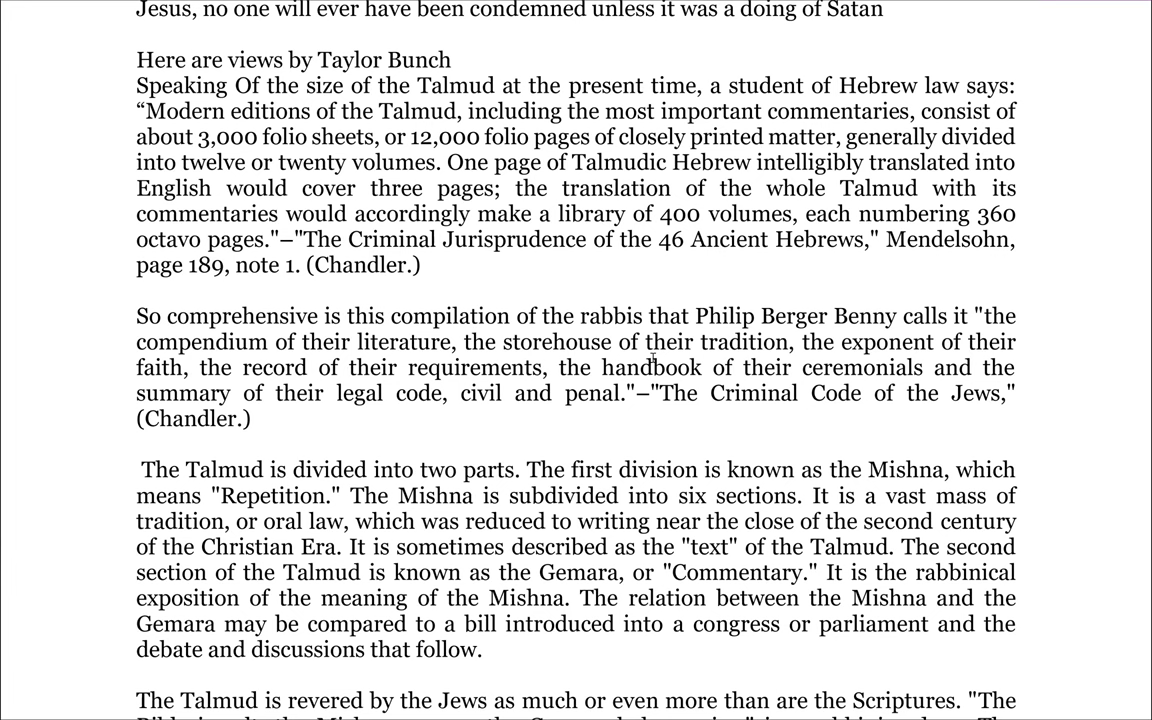 Jesus, no one will ever have been condemned unless it was a doing of Satan
Here are views by Taylor Bunch
Speaking Of the size of the Talmud at the present time, a student of Hebrew law says:
“Modern editions of the Talmud, including the most important commentaries, consist of
about 3,000 folio sheets, or 12,000 folio pages of closely printed matter, generally divided
into twelve or twenty volumes. One page of Talmudic Hebrew intelligibly translated into
English would cover three pages; the translation of the whole Talmud with its
commentaries would accordingly make a library of 400 volumes, each numbering 360
octavo pages."–"The Criminal Jurisprudence of the 46 Ancient Hebrews," Mendelsohn,
page 189, note 1. (Chandler.)
So comprehensive is this compilation of the rabbis that Philip Berger Benny calls it "the
compendium of their literature, the storehouse of their tradition, the exponent of their
faith, the record of their requirements, the handbook of their ceremonials and the
summary of their legal code, civil and penal."–"The Criminal Code of the Jews,"
(Chandler.)
The Talmud is divided into two parts. The first division is known as the Mishna, which
means "Repetition." The Mishna is subdivided into six sections. It is a vast mass of
tradition, or oral law, which was reduced to writing near the close of the second century
of the Christian Era. It is sometimes described as the "text" of the Talmud. The second
section of the Talmud is known as the Gemara, or "Commentary." It is the rabbinical
exposition of the meaning of the Mishna. The relation between the Mishna and the
Gemara may be compared to a bill introduced into a congress or parliament and the
debate and discussions that follow.
The Talmud is revered by the Jews as much or even more than are the Scriptures. "The